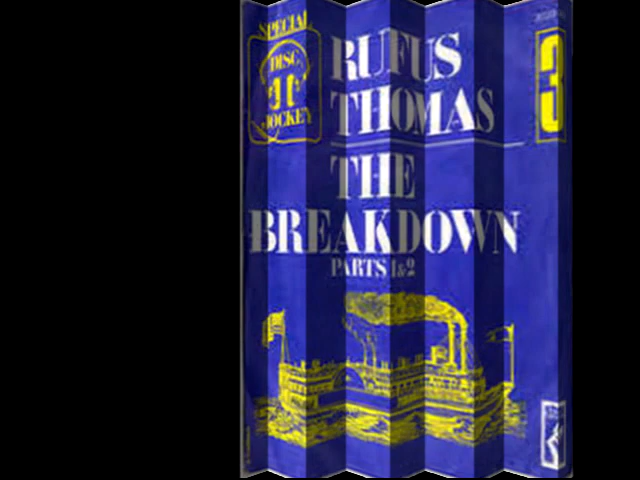 SPECIAL
DISC
JOCKEY
RUFUS
THOMAS
3
THE
BREAKDOWN
PARTS 1&2